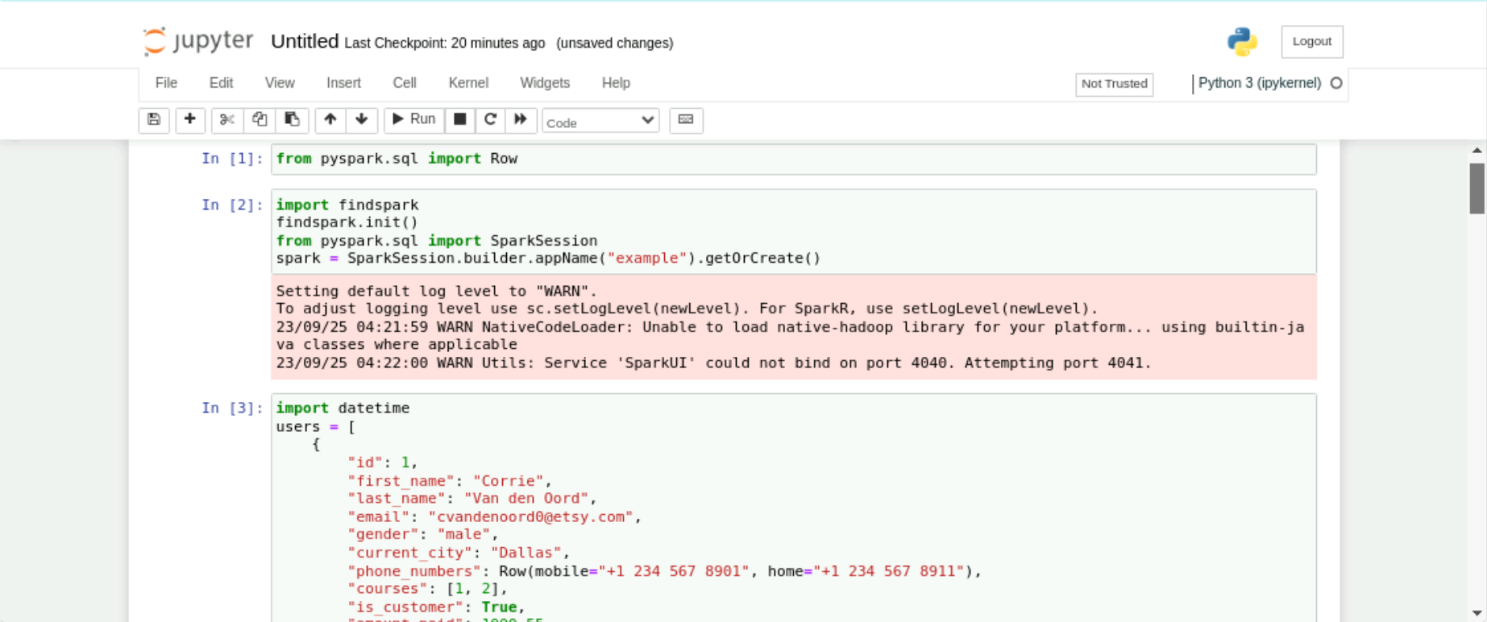 jupyter Untitled Last Checkpoint: 20 minutes ago (unsaved changes) Logout
File Edit View Insert Cell Kernel Widgets Help Not Trusted Python 3 (ipykernel)
Run Code
In [1]: from pyspark.sql import Row
In [2]: import findspark
findspark.init()
from pyspark.sql import SparkSession
spark = SparkSession.builder.appName("example").getOrCreate()
Setting default log level to "WARN".
To adjust logging level use sc.setLogLevel(newLevel). For SparkR, use setLogLevel(newLevel).
23/09/25 04:21:59 WARN NativeCodeLoader: Unable to load native-hadoop library for your platform... using builtin-ja
va classes where applicable
23/09/25 04:22:00 WARN Utils: Service 'SparkUI' could not bind on port 4040. Attempting port 4041.
In [3]: import datetime
users = [
    {
        "id": 1,
        "first_name": "Corrie",
        "last_name": "Van den Oord",
        "email": "cvandenoord0@etsy.com",
        "gender": "male",
        "current_city": "Dallas",
        "phone_numbers": Row(mobile="+1 234 567 8901", home="+1 234 567 8911"),
        "courses": [1, 2],
        "is_customer": True,